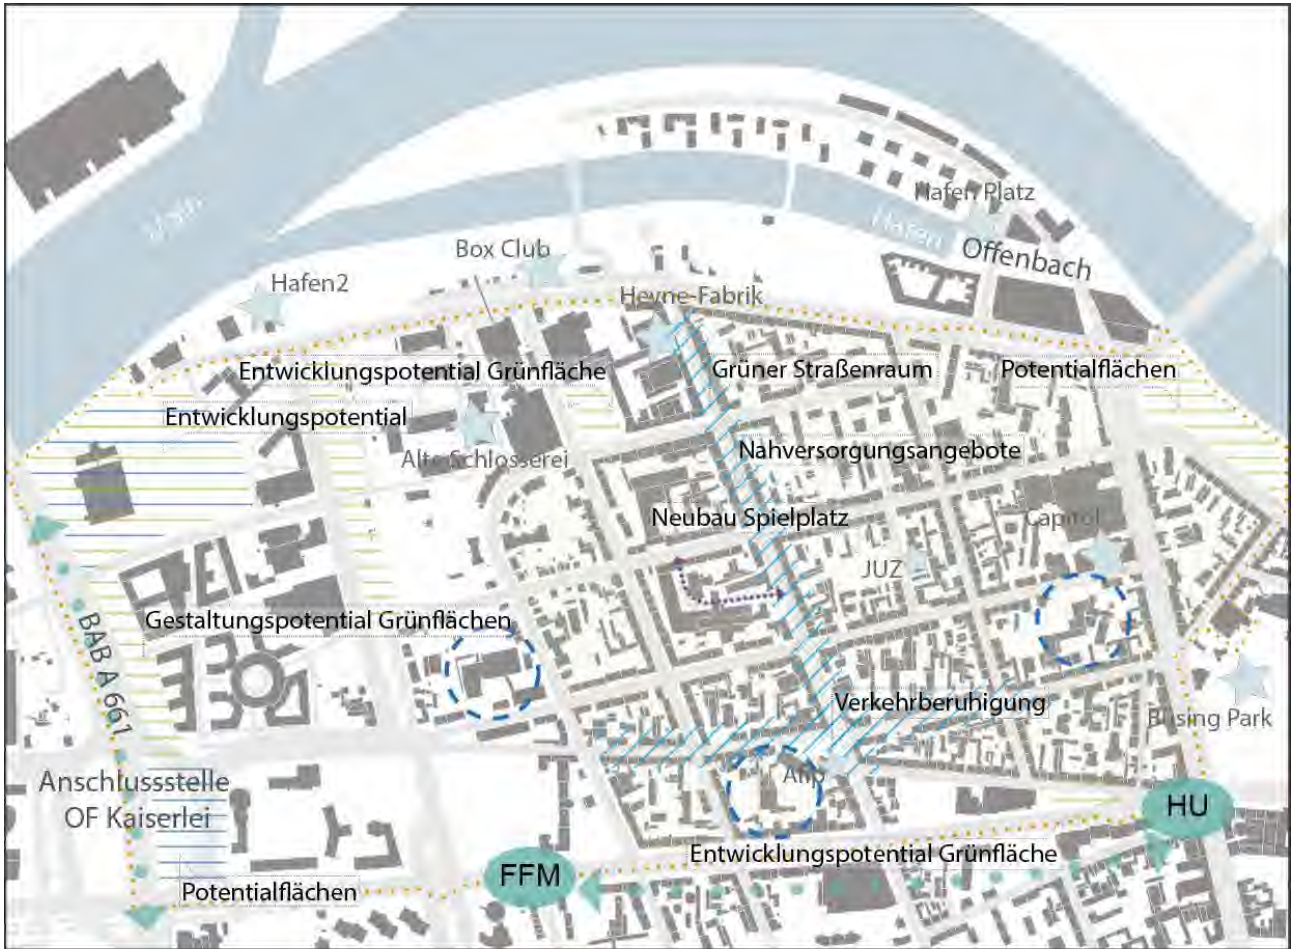 Hafen Platz
Main
Hafen
Box Club
Offenbach
Hafen2
Heyne-Fabrik
Entwicklungspotential Grünfläche
Grüner Straßenraum
Potentialflächen
Entwicklungspotential
Alte Schlosserei
Nahversorgungsangebote
Neubau Spielplatz
Capitol
JUZ
Gestaltungspotential Grünflächen
BAB A 661
Verkehrberuhigung
Büsing Park
Anschlussstelle
OF Kaiserlei
HU
Entwicklungspotential Grünfläche
FFM
Potentialflächen